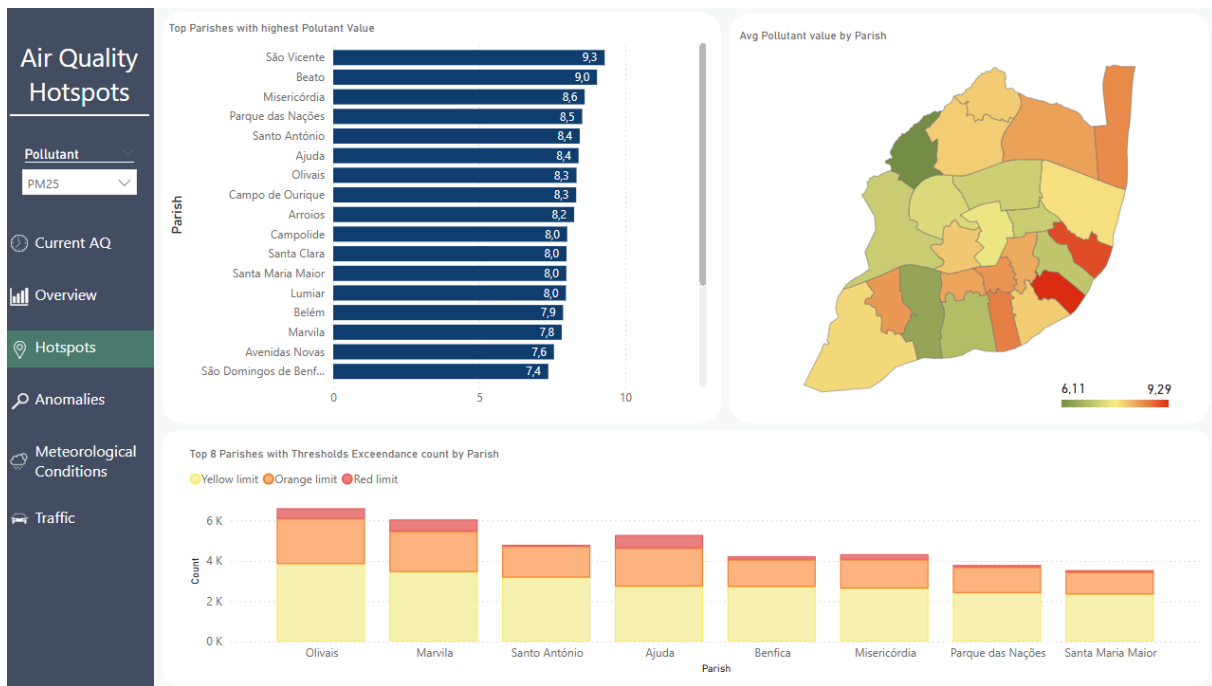 Air Quality
Hotspots
Pollutant
PM25
Current AQ
Overview
Hotspots
Anomalies
Meteorological
Conditions
Traffic
Top Parishes with highest Polutant Value
Parish
São Vicente 9,3
Beato 9,0
Misericórdia 8,6
Parque das Nações 8,5
Santo António 8,4
Ajuda 8,4
Olivais 8,3
Campo de Ourique 8,3
Arroios 8,2
Campolide 8,0
Santa Clara 8,0
Santa Maria Maior 8,0
Lumiar 8,0
Belém 7,9
Marvila 7,8
Avenidas Novas 7,6
São Domingos de Benf... 7,4
0 5 10
Avg Pollutant value by Parish
6,11 9,29
Top 8 Parishes with Thresholds Exceendance count by Parish
Yellow limit Orange limit Red limit
Count
6 K
4 K
2 K
0 K
Olivais Marvila Santo António Ajuda Benfica Misericórdia Parque das Nações Santa Maria Maior
Parish